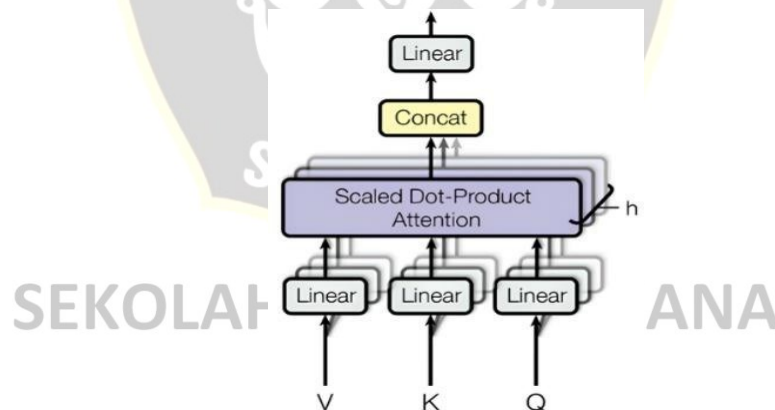 Linear
Concat
Scaled Dot-Product
Attention
h
Linear Linear Linear
SEKOLAH ANA
V K Q